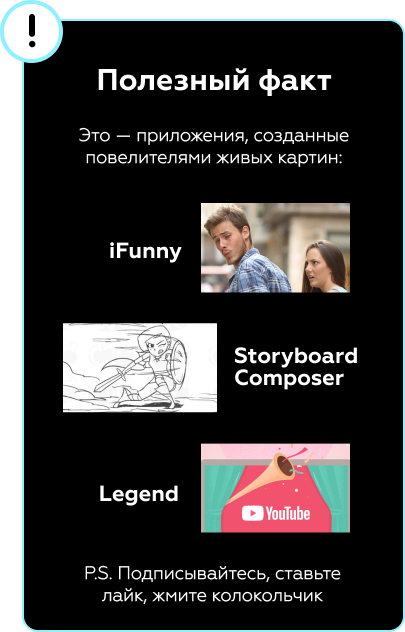 !
Полезный факт
Это — приложения, созданные
повелителями живых картин:
iFunny
Storyboard
Composer
Legend
YouTube
P.S. Подписывайтесь, ставьте
лайк, жмите колокольчик